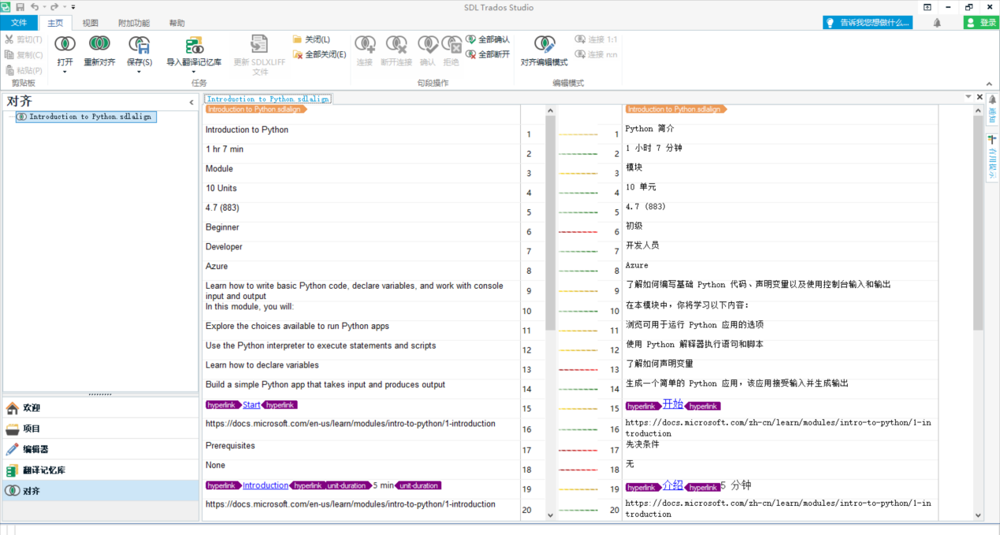 SDL Trados Studio
文件 主页 视图 附加功能 帮助
告诉我您想做什么...
登录
剪切(T)
复制(C)
粘贴(P)
剪贴板
打开
重新对齐
保存(S)
导入翻译记忆库
更新 SDLXLIFF
文件
关闭(L)
全部关闭(E)
任务
连接
断开连接
确认
拒绝
全部确认
全部断开
句段操作
对齐编辑模式
连接 1:1
连接 n:n
编辑模式
对齐
Introduction to Python.sdlalign
欢迎
项目
编辑器
翻译记忆库
对齐
Introduction to Python.sdlalign
Introduction to Python.sdlalign Introduction to Python.sdlalign
Introduction to Python 1 1 Python 简介
1 hr 7 min 2 2 1 小时 7 分钟
Module 3 3 模块
10 Units 4 4 10 单元
4.7 (883) 5 5 4.7 (883)
Beginner 6 6 初级
Developer 7 7 开发人员
Azure 8 8 Azure
Learn how to write basic Python code, declare variables, and work with console 9 9 了解如何编写基础 Python 代码、声明变量以及使用控制台输入和输出
input and output
In this module, you will: 10 10 在本模块中，你将学习以下内容：
Explore the choices available to run Python apps 11 11 浏览可用于运行 Python 应用的选项
Use the Python interpreter to execute statements and scripts 12 12 使用 Python 解释器执行语句和脚本
Learn how to declare variables 13 13 了解如何声明变量
Build a simple Python app that takes input and produces output 14 14 生成一个简单的 Python 应用，该应用接受输入并生成输出
hyperlink Start hyperlink 15 15 hyperlink 开始 hyperlink
https://docs.microsoft.com/en-us/learn/modules/intro-to-python/1-introduction 16 16 https://docs.microsoft.com/zh-cn/learn/modules/intro-to-python/1-in
troduction
Prerequisites 17 17 先决条件
None 18 18 无
hyperlink Introduction hyperlink unit-duration 5 min unit-duration 19 19 hyperlink 介绍 hyperlink 5 分钟
https://docs.microsoft.com/en-us/learn/modules/intro-to-python/1-introduction 20 20 https://docs.microsoft.com/zh-cn/learn/modules/intro-to-python/1-in
troduction
通知
有用提示